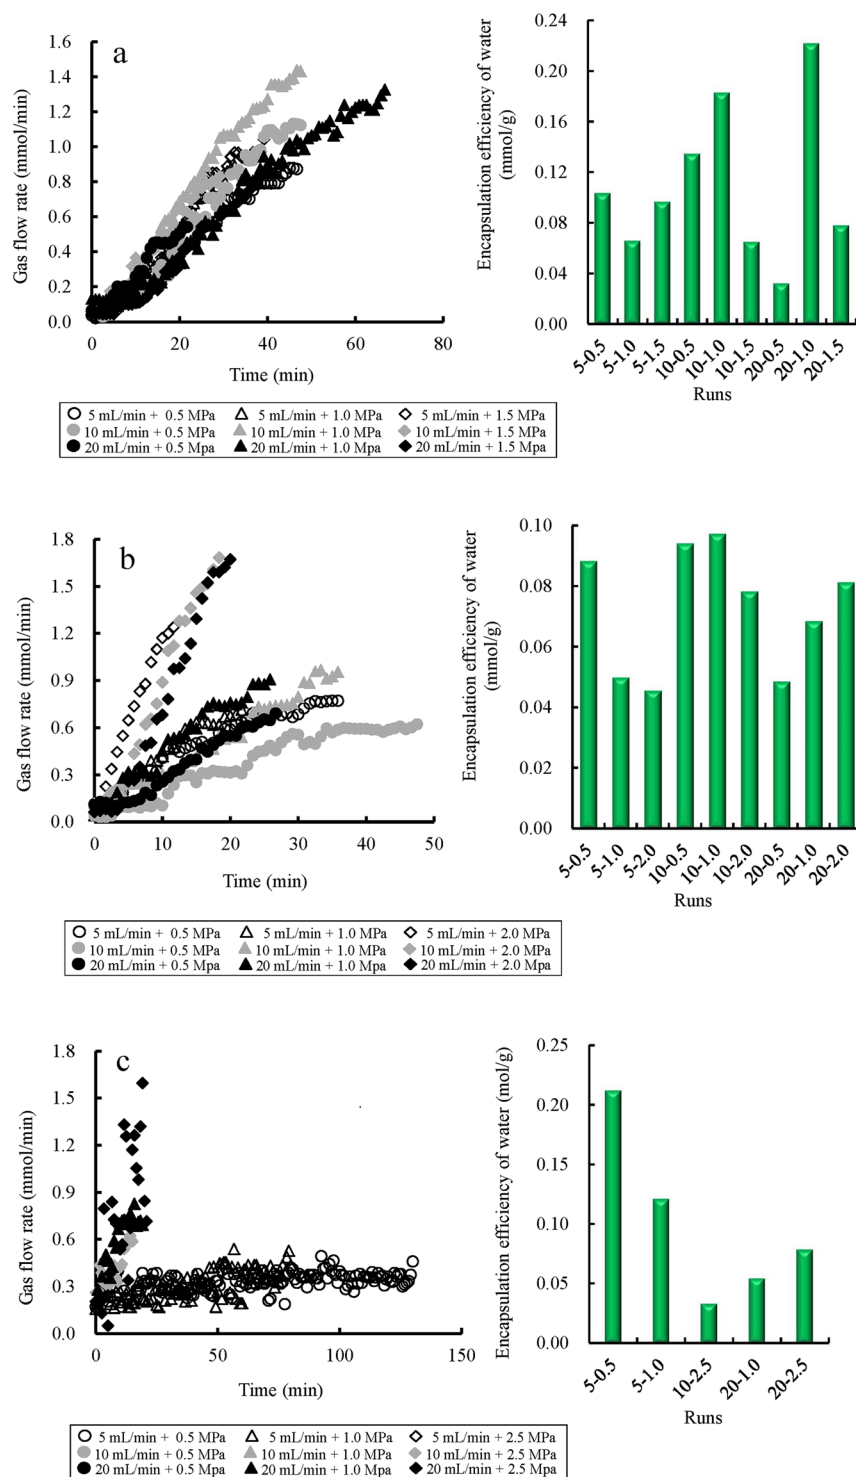 a
Gas flow rate (mmol/min)
1.6
1.4
1.2
1.0
0.8
0.6
0.4
0.2
0.0
0 20 40 60 80
Time (min)
5 mL/min + 0.5 MPa 5 mL/min + 1.0 MPa 5 mL/min + 1.5 MPa
10 mL/min + 0.5 MPa 10 mL/min + 1.0 MPa 10 mL/min + 1.5 MPa
20 mL/min + 0.5 Mpa 20 mL/min + 1.0 Mpa 20 mL/min + 1.5 Mpa
Encapsulation efficiency of water
(mmol/g)
0.24
0.20
0.16
0.12
0.08
0.04
0.00
5-0.5 5-1.0 5-1.5 10-0.5 10-1.0 10-1.5 20-0.5 20-1.0 20-1.5
Runs
b
Gas flow rate (mmol/min)
1.8
1.5
1.2
0.9
0.6
0.3
0.0
0 10 20 30 40 50
Time (min)
5 mL/min + 0.5 MPa 5 mL/min + 1.0 MPa 5 mL/min + 2.0 MPa
10 mL/min + 0.5 MPa 10 mL/min + 1.0 MPa 10 mL/min + 2.0 MPa
20 mL/min + 0.5 Mpa 20 mL/min + 1.0 Mpa 20 mL/min + 2.0 Mpa
Encapsulation efficiency of water
(mmol/g)
0.10
0.08
0.06
0.04
0.02
0.00
5-0.5 5-1.0 5-2.0 10-0.5 10-1.0 10-2.0 20-0.5 20-1.0 20-2.0
Runs
c
Gas flow rate (mmol/min)
1.8
1.5
1.2
0.9
0.6
0.3
0.0
0 50 100 150
Time (min)
5 mL/min + 0.5 MPa 5 mL/min + 1.0 MPa 5 mL/min + 2.5 MPa
10 mL/min + 0.5 MPa 10 mL/min + 1.0 MPa 10 mL/min + 2.5 MPa
20 mL/min + 0.5 Mpa 20 mL/min + 1.0 Mpa 20 mL/min + 2.5 MPa
Encapsulation efficiency of water (mol/g)
0.25
0.20
0.15
0.10
0.05
0.00
5-0.5 5-1.0 10-2.5 20-1.0 20-2.5
Runs